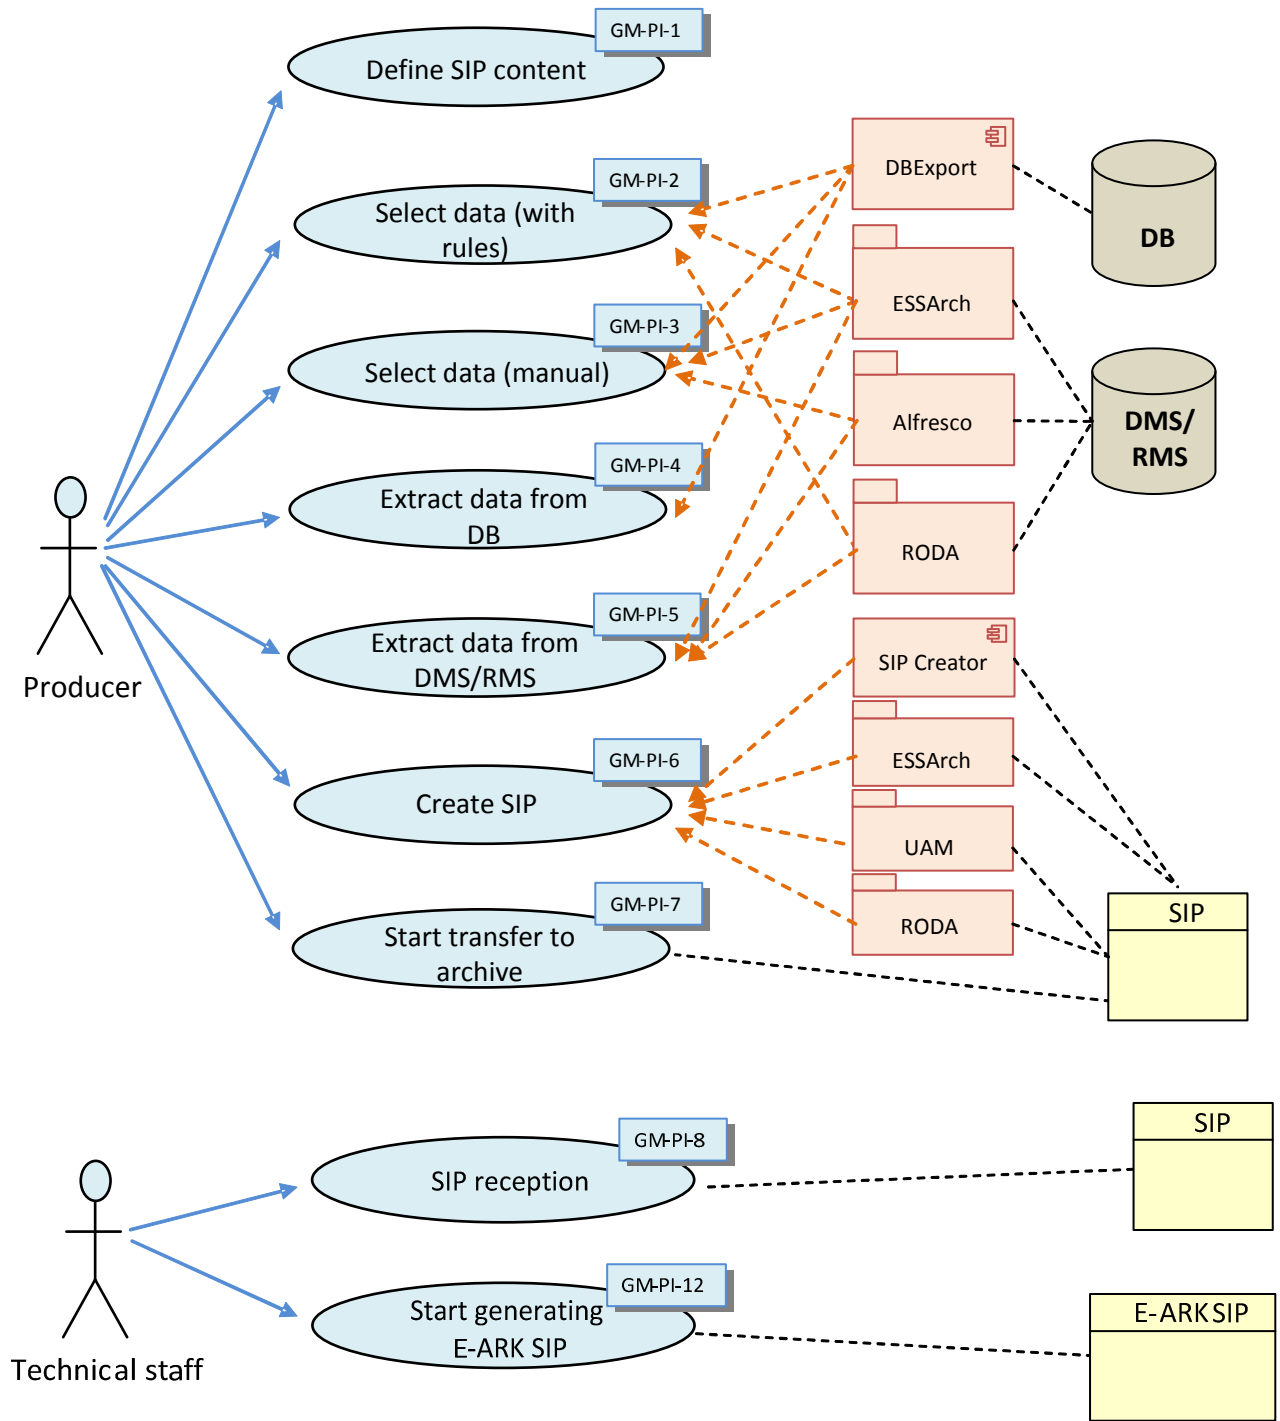 GM-PI-1
Define SIP content
GM-PI-2
Select data (with
rules)
GM-PI-3
Select data (manual)
GM-PI-4
Extract data from
DB
GM-PI-5
Extract data from
DMS/RMS
GM-PI-6
Create SIP
GM-PI-7
Start transfer to
archive
Producer
DBExport
ESSArch
Alfresco
RODA
DB
DMS/
RMS
SIP Creator
ESSArch
UAM
RODA
SIP
GM-PI-8
SIP reception
SIP
GM-PI-12
Start generating
E-ARK SIP
E-ARK SIP
Technical staff